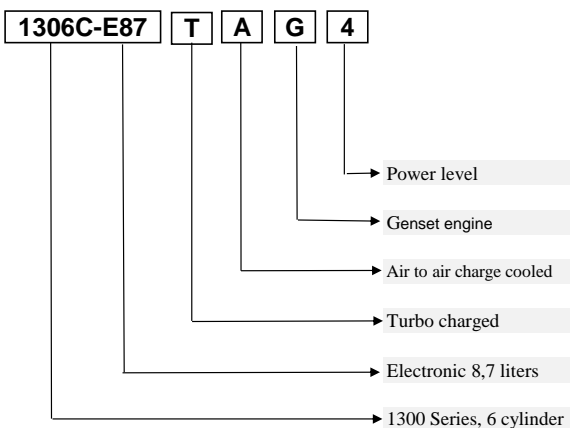 1306C-E87 T A G 4
Power level
Genset engine
Air to air charge cooled
Turbo charged
Electronic 8,7 liters
1300 Series, 6 cylinder